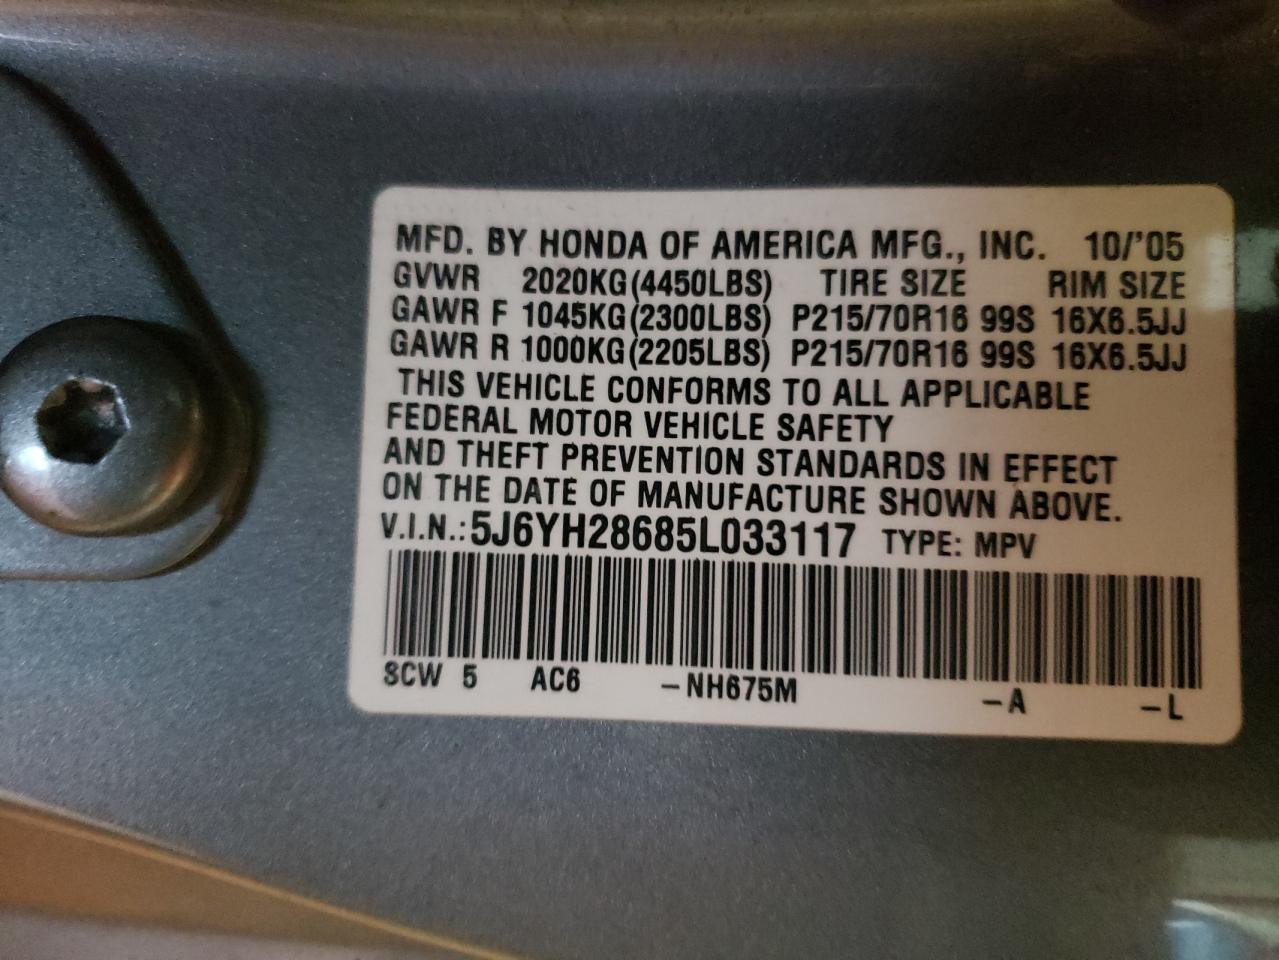 MFD. BY HONDA OF AMERICA MFG., INC. 10/'05
GVWR 2020KG(4450LBS) TIRE SIZE RIM SIZE
GAWR F 1045KG(2300LBS) P215/70R16 99S 16X6.5JJ
GAWR R 1000KG(2205LBS) P215/70R16 99S 16X6.5JJ
THIS VEHICLE CONFORMS TO ALL APPLICABLE
FEDERAL MOTOR VEHICLE SAFETY
AND THEFT PREVENTION STANDARDS IN EFFECT
ON THE DATE OF MANUFACTURE SHOWN ABOVE.
V.I.N.: 5J6YH28685L033117 TYPE: MPV
SCW 5 AC6 -NH675M -A -L